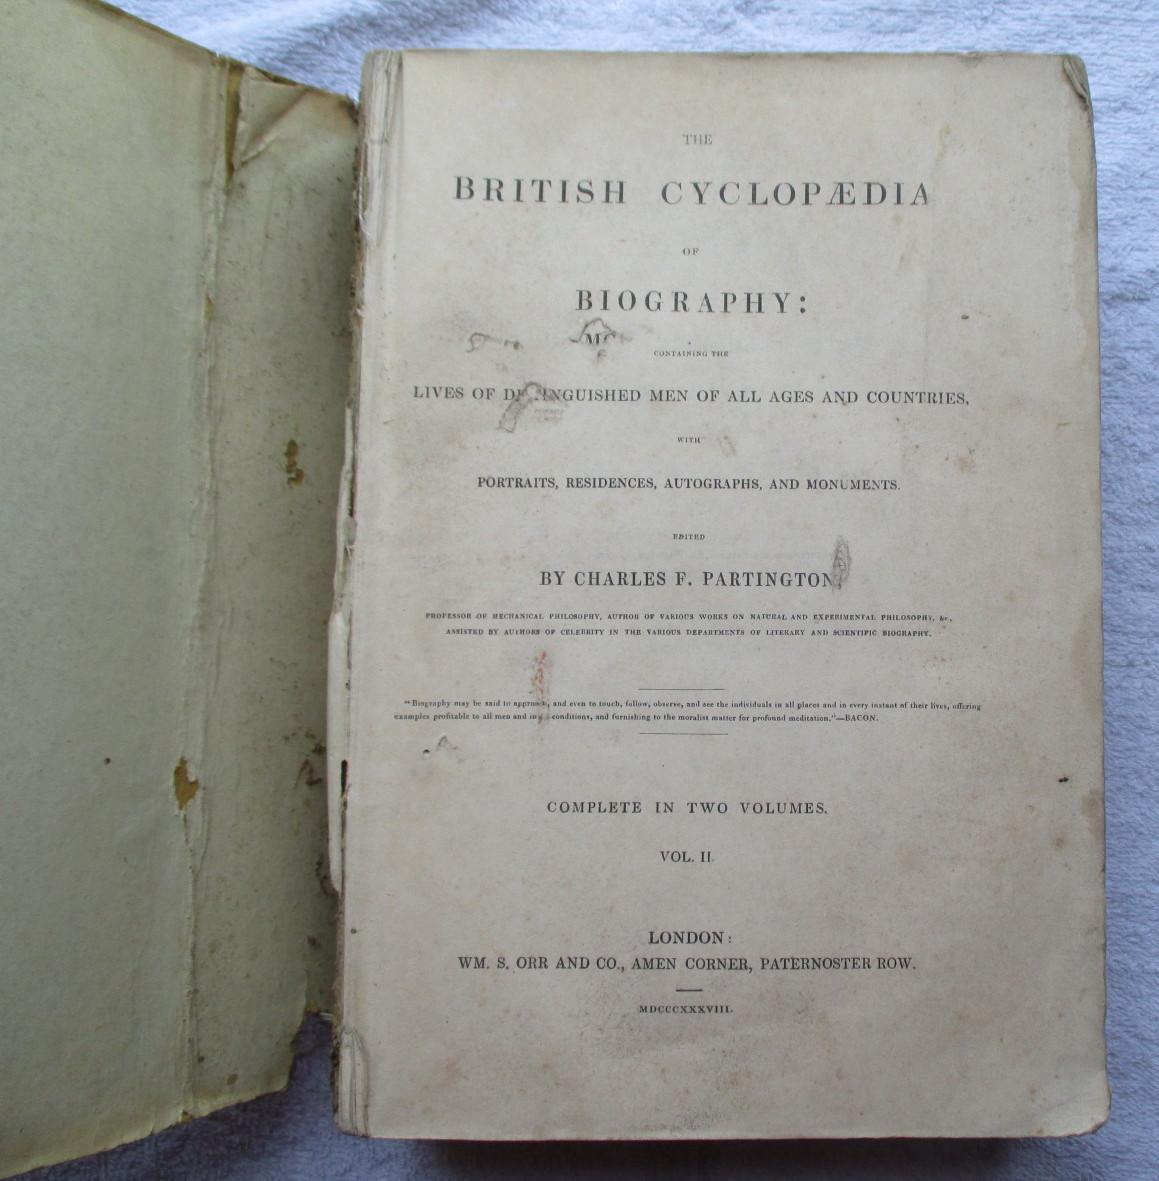 THE
BRITISH CYCLOPÆDIA
OF
BIOGRAPHY:
CONTAINING THE
LIVES OF DISTINGUISHED MEN OF ALL AGES AND COUNTRIES,
WITH
PORTRAITS, RESIDENCES, AUTOGRAPHS, AND MONUMENTS.
EDITED
BY CHARLES F. PARTINGTON,
PROFESSOR OF MECHANICAL PHILOSOPHY, AUTHOR OF VARIOUS WORKS ON NATURAL AND EXPERIMENTAL PHILOSOPHY, &c.,
ASSISTED BY AUTHORS OF CELEBRITY IN THE VARIOUS DEPARTMENTS OF LITERARY AND SCIENTIFIC BIOGRAPHY.
"Biography may be said to approach, and even to touch, follow, observe, and see the individuals in all places and in every instant of their lives, offering
examples profitable to all men and in conditions, and furnishing to the moralist matter for profound meditation."—BACON.
COMPLETE IN TWO VOLUMES.
VOL. II.
LONDON:
WM. S. ORR AND CO., AMEN CORNER, PATERNOSTER ROW.
MDCCCXXXVIII.